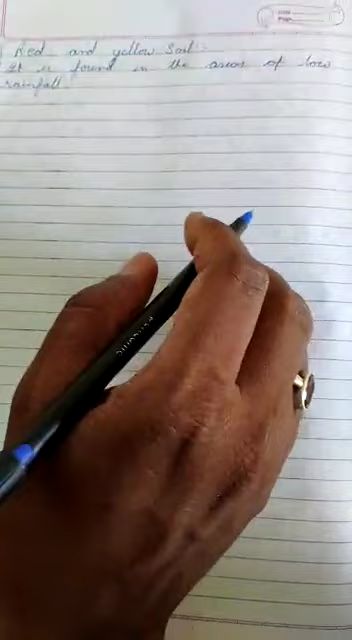 Red and yellow Soil :
It is found in the areas of low
rainfall.